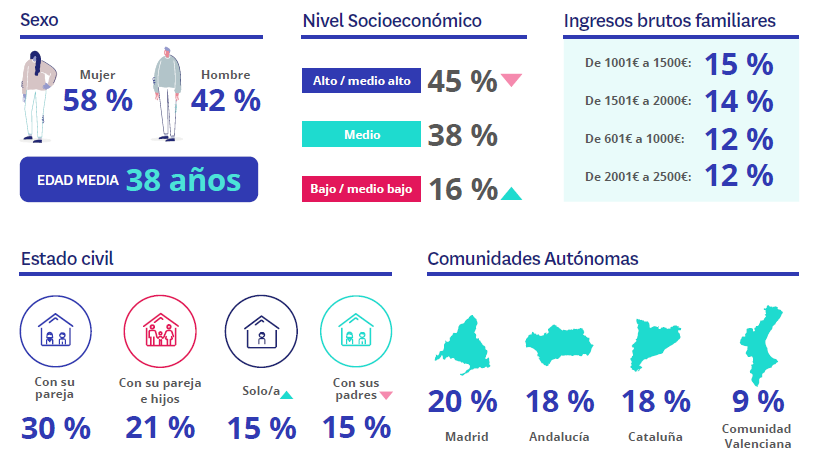 Sexo
Mujer
58 %
Hombre
42 %
EDAD MEDIA 38 años
Nivel Socioeconómico
Alto / medio alto 45 %
Medio 38 %
Bajo / medio bajo 16 %
Ingresos brutos familiares
De 1001€ a 1500€: 15 %
De 1501€ a 2000€: 14 %
De 601€ a 1000€: 12 %
De 2001€ a 2500€: 12 %
Estado civil
Con su
pareja
30 %
Con su pareja
e hijos
21 %
Solo/a
15 %
Con sus
padres
15 %
Comunidades Autónomas
20 %
Madrid
18 %
Andalucía
18 %
Cataluña
9 %
Comunidad
Valenciana